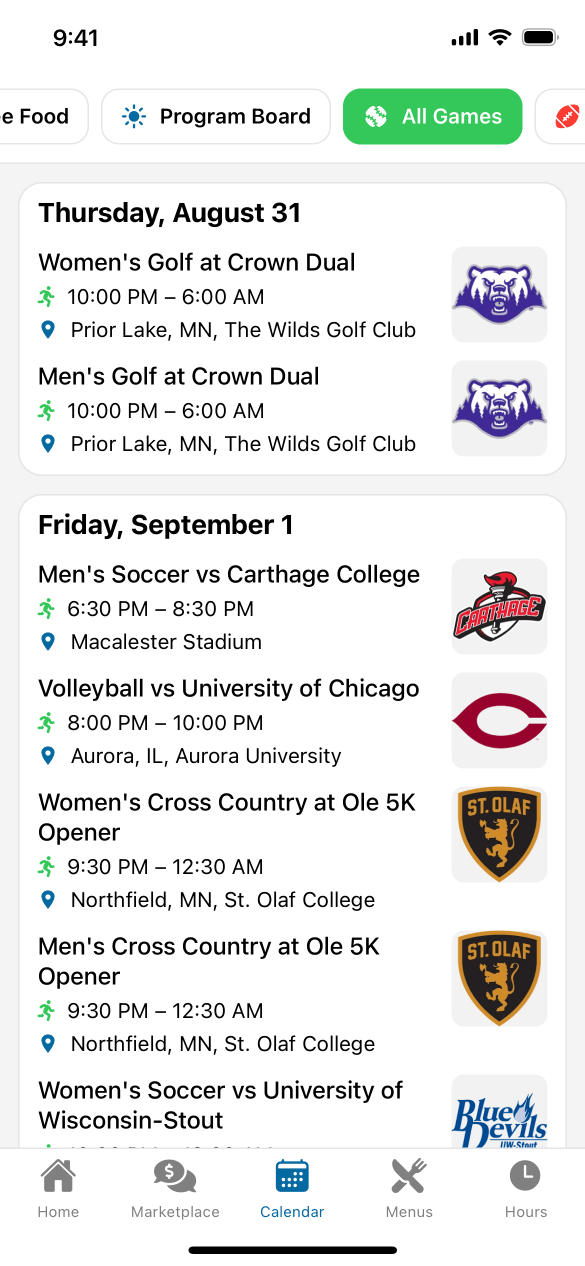 9:41
e Food
Program Board
All Games
Thursday, August 31
Women's Golf at Crown Dual
10:00 PM – 6:00 AM
Prior Lake, MN, The Wilds Golf Club
Men's Golf at Crown Dual
10:00 PM – 6:00 AM
Prior Lake, MN, The Wilds Golf Club
Friday, September 1
Men's Soccer vs Carthage College
CARTHAGE
6:30 PM – 8:30 PM
Macalester Stadium
Volleyball vs University of Chicago
8:00 PM – 10:00 PM
Aurora, IL, Aurora University
Women's Cross Country at Ole 5K
Opener
ST. OLAF
9:30 PM – 12:30 AM
Northfield, MN, St. Olaf College
Men's Cross Country at Ole 5K
Opener
ST. OLAF
9:30 PM – 12:30 AM
Northfield, MN, St. Olaf College
Women's Soccer vs University of
Wisconsin-Stout
Blue
Devils
UW-Stout
Home
Marketplace
Calendar
Menus
Hours